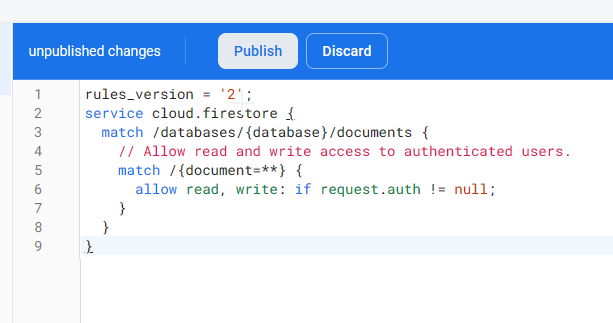 unpublished changes Publish Discard
1 rules_version = '2';
2 service cloud.firestore {
3   match /databases/{database}/documents {
4     // Allow read and write access to authenticated users.
5     match /{document=**} {
6       allow read, write: if request.auth != null;
7     }
8   }
9 }